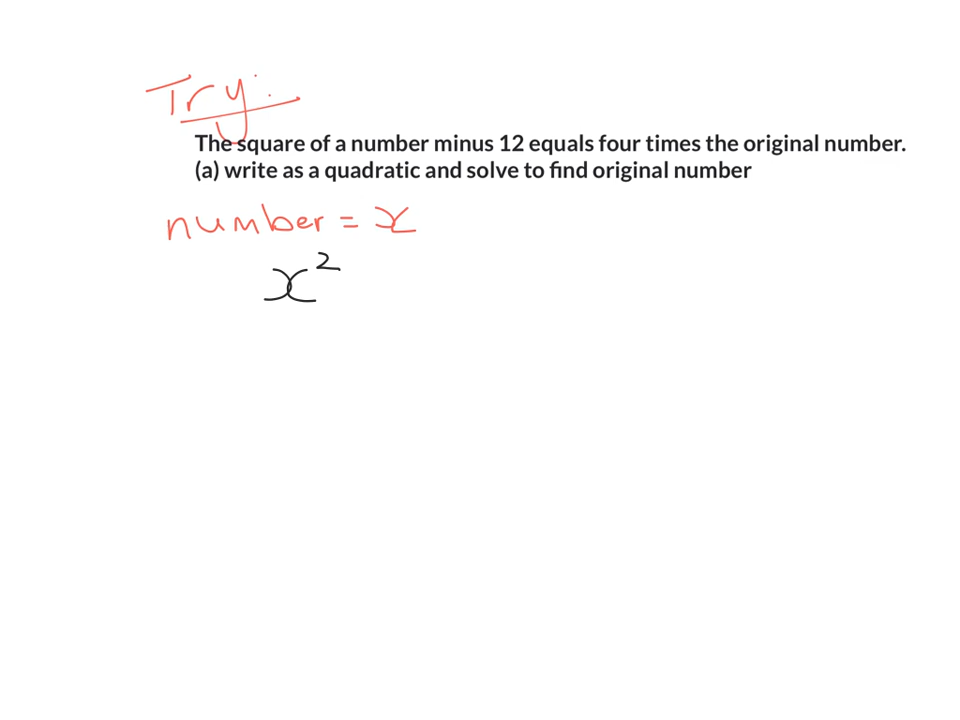 Try:
The square of a number minus 12 equals four times the original number.
(a) write as a quadratic and solve to find original number
number = x
x²